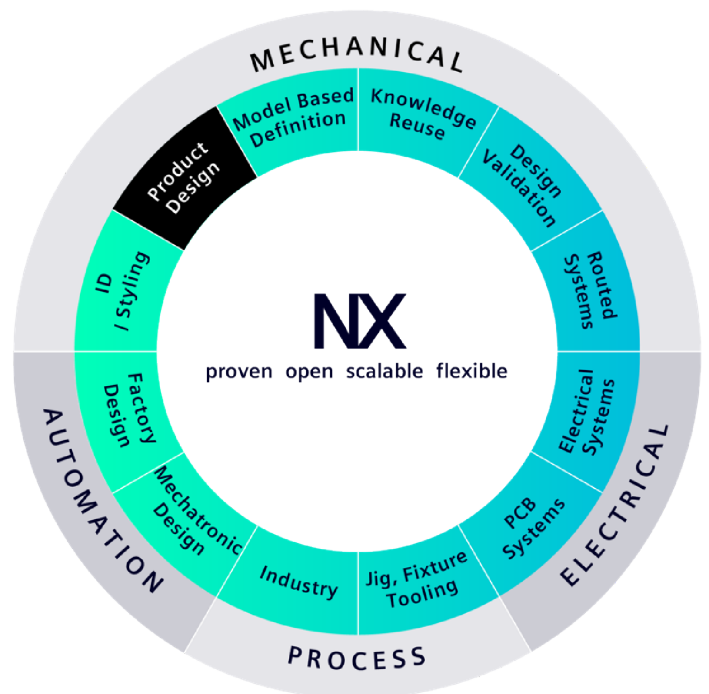 MECHANICAL
Model Based
Definition
Knowledge
Reuse
Design
Validation
Routed
Systems
Product
Design
ID
/ Styling
NX
proven open scalable flexible
Electrical
Systems
PCB
Systems
ELECTRICAL
Jig, Fixture
Tooling
Industry
PROCESS
Mechatronic
Design
Factory
Design
AUTOMATION